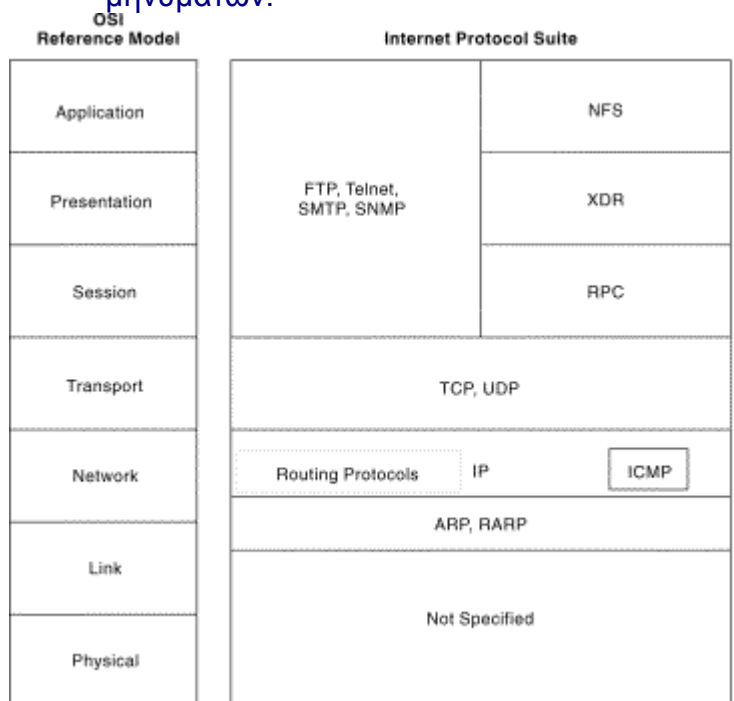 μηνυμάτων.
OSI
Reference Model
Internet Protocol Suite
Application
Presentation
Session
Transport
Network
Link
Physical
FTP, Telnet,
SMTP, SNMP
NFS
XDR
RPC
TCP, UDP
Routing Protocols
IP
ICMP
ARP, RARP
Not Specified